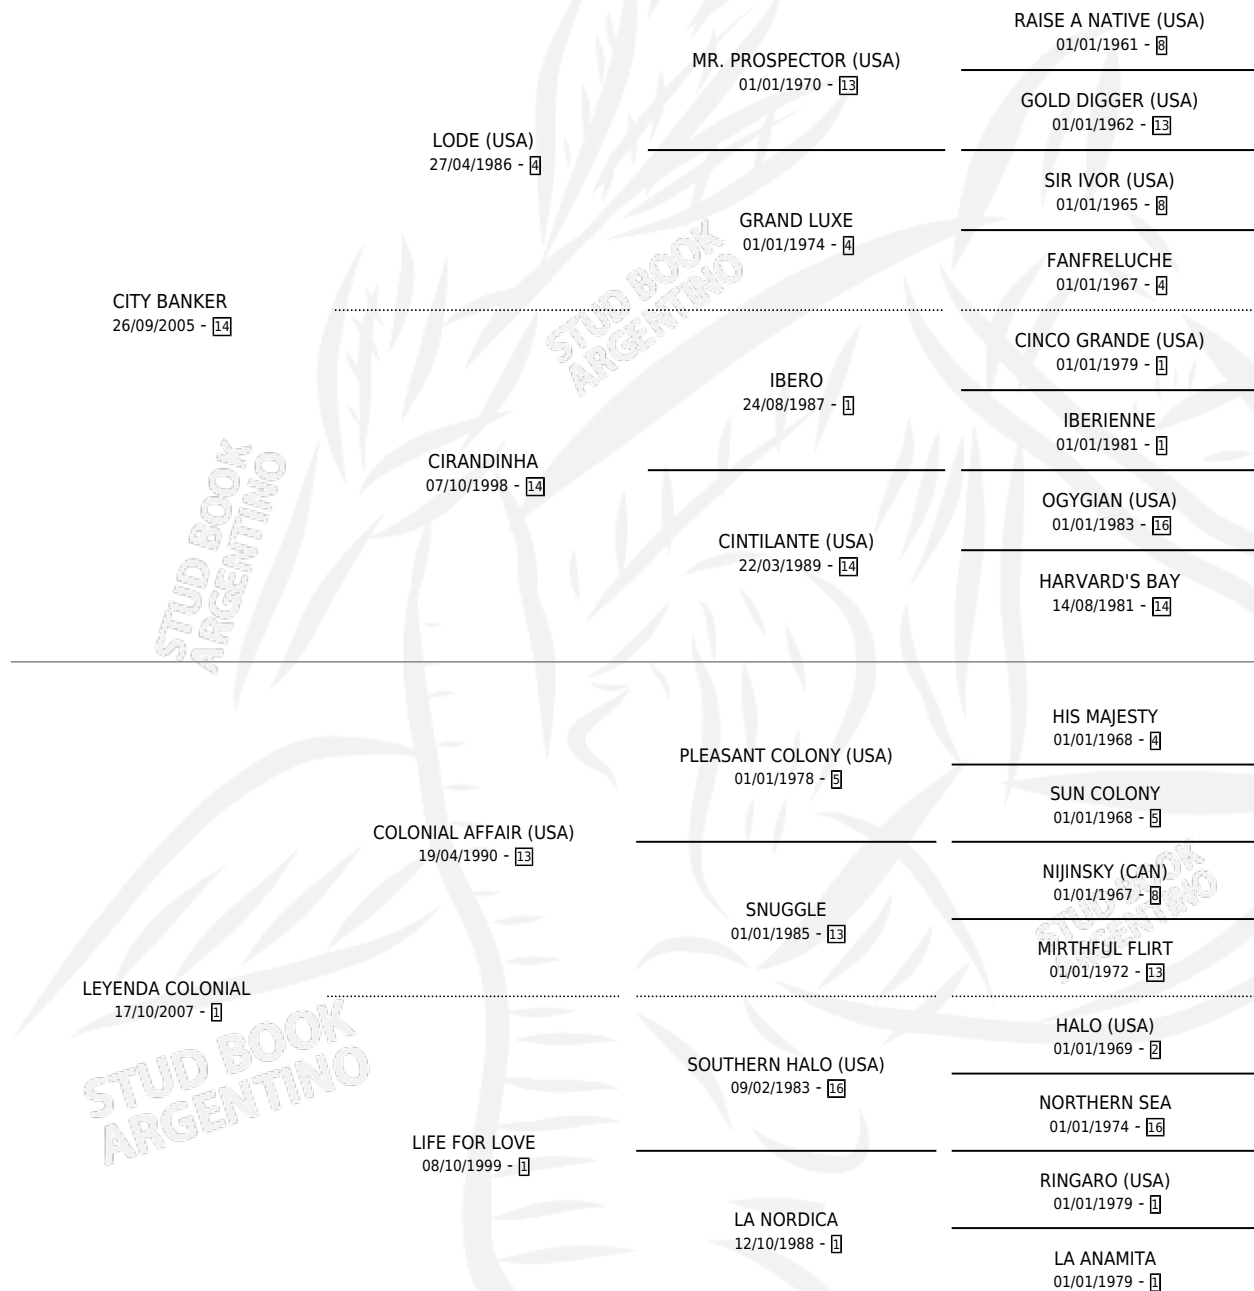 RAISE A NATIVE (USA)
01/01/1961 - 8
MR. PROSPECTOR (USA)
01/01/1970 - 13
GOLD DIGGER (USA)
01/01/1962 - 13
LODE (USA)
27/04/1986 - 4
SIR IVOR (USA)
01/01/1965 - 8
GRAND LUXE
01/01/1974 - 4
FANFRELUCHE
01/01/1967 - 4
CITY BANKER
26/09/2005 - 14
CINCO GRANDE (USA)
01/01/1979 - 1
IBERO
24/08/1987 - 1
IBERIENNE
01/01/1981 - 1
CIRANDINHA
07/10/1998 - 14
OGYGIAN (USA)
01/01/1983 - 16
CINTILANTE (USA)
22/03/1989 - 14
HARVARD'S BAY
14/08/1981 - 14
HIS MAJESTY
01/01/1968 - 4
PLEASANT COLONY (USA)
01/01/1978 - 5
SUN COLONY
01/01/1968 - 5
COLONIAL AFFAIR (USA)
19/04/1990 - 13
NIJINSKY (CAN)
01/01/1967 - 8
SNUGGLE
01/01/1985 - 13
MIRTHFUL FLIRT
01/01/1972 - 13
LEYENDA COLONIAL
17/10/2007 - 1
HALO (USA)
01/01/1969 - 2
SOUTHERN HALO (USA)
09/02/1983 - 16
NORTHERN SEA
01/01/1974 - 16
LIFE FOR LOVE
08/10/1999 - 1
RINGARO (USA)
01/01/1979 - 1
LA NORDICA
12/10/1988 - 1
LA ANAMITA
01/01/1979 - 1
STUD BOOK
ARGENTINO
STUD BOOK
ARGENTINO
STUD BOOK
ARGENTINO
STUD BOOK
ARGENTINO